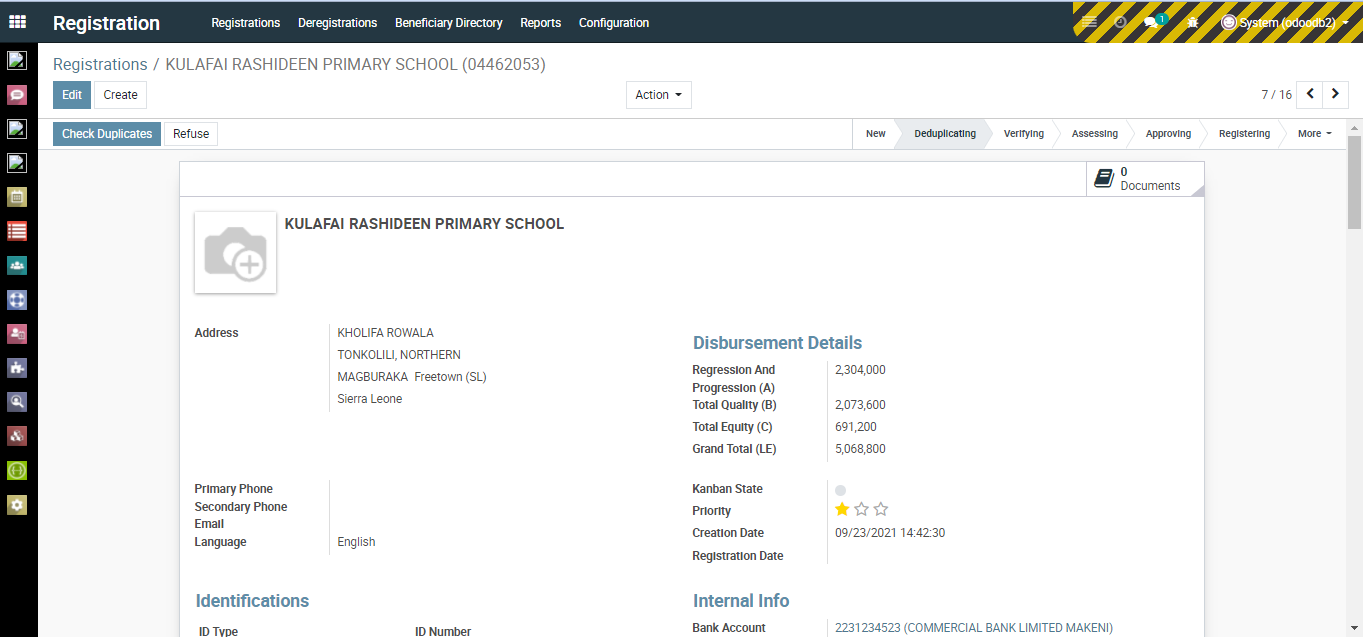 Registration Registrations Deregistrations Beneficiary Directory Reports Configuration 1 System (odoodb2)
Registrations / KULAFAI RASHIDEEN PRIMARY SCHOOL (04462053)
Edit Create Action 7 / 16
Check Duplicates Refuse New Deduplicating Verifying Assessing Approving Registering More
0
Documents
KULAFAI RASHIDEEN PRIMARY SCHOOL
Address KHOLIFA ROWALA
TONKOLILI, NORTHERN
MAGBURAKA Freetown (SL)
Sierra Leone
Disbursement Details
Regression And
Progression (A) 2,304,000
Total Quality (B) 2,073,600
Total Equity (C) 691,200
Grand Total (LE) 5,068,800
Primary Phone
Secondary Phone
Email
Language English
Kanban State
Priority
Creation Date 09/23/2021 14:42:30
Registration Date
Identifications
ID Type ID Number
Internal Info
Bank Account 2231234523 (COMMERCIAL BANK LIMITED MAKENI)